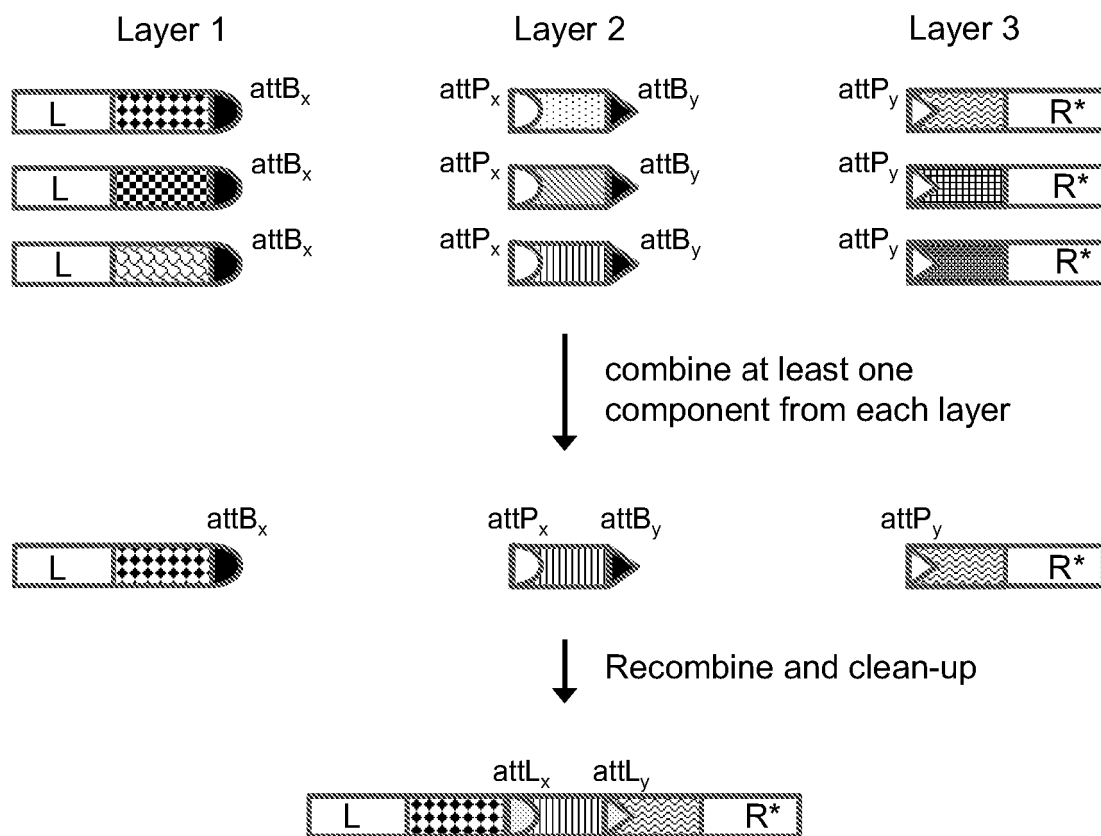 Layer 1 Layer 2 Layer 3
attBx attPx attBy attPy
L R*
attBx attPx attBy attPy
L R*
attBx attPx attBy attPy
L R*
combine at least one
component from each layer
attBx attPx attBy attPy
L R*
Recombine and clean-up
attLx attLy
L R*